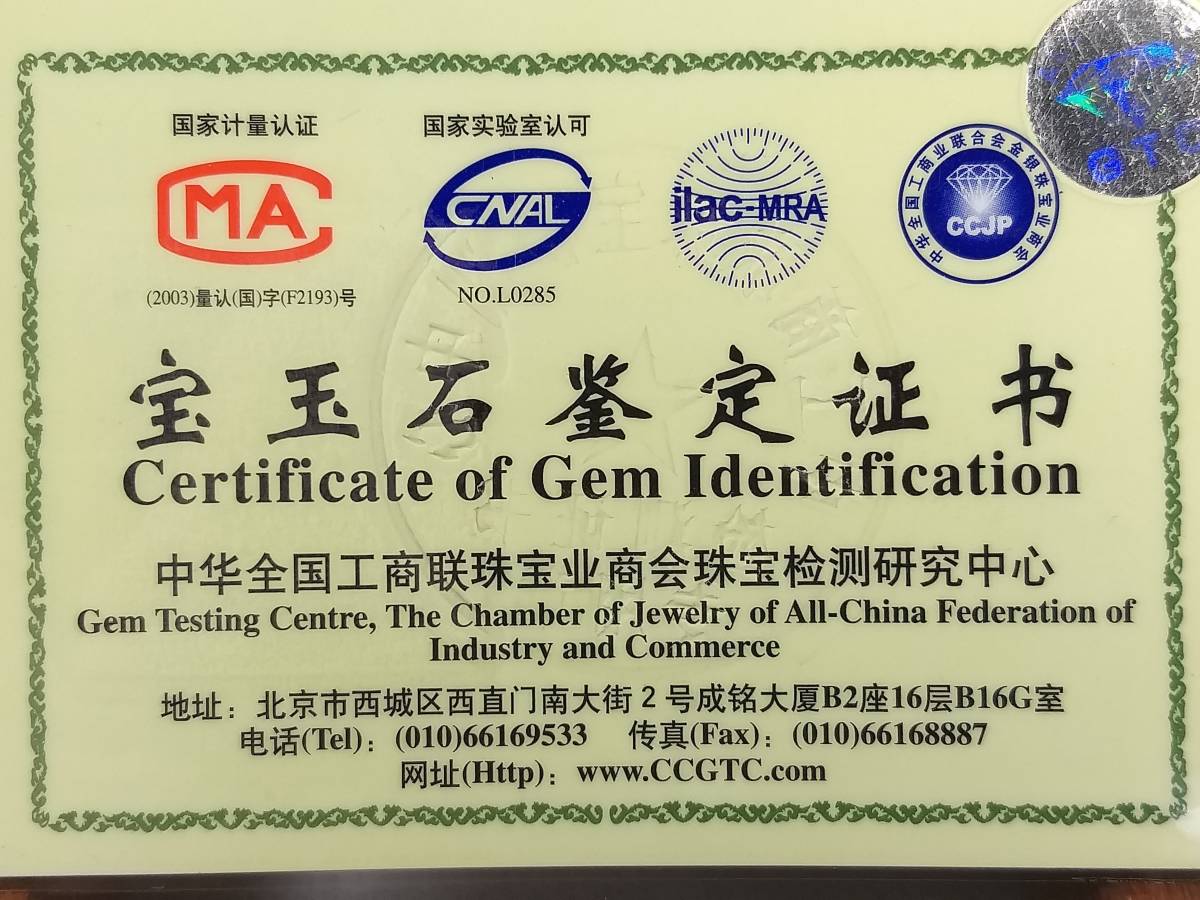 国家计量认证
国家实验室认可
MA
CNAL
ilac-MRA
中华全国工商业联合会金银珠宝业商会
CCJP
GTC
(2003)量认(国)字(F2193)号
NO.L0285
宝玉石鉴定证书
Certificate of Gem Identification
中华全国工商联珠宝业商会珠宝检测研究中心
Gem Testing Centre, The Chamber of Jewelry of All-China Federation of
Industry and Commerce
地址：北京市西城区西直门南大街2号成铭大厦B2座16层B16G室
电话(Tel)：(010)66169533 传真(Fax)：(010)66168887
网址(Http)：www.CCGTC.com